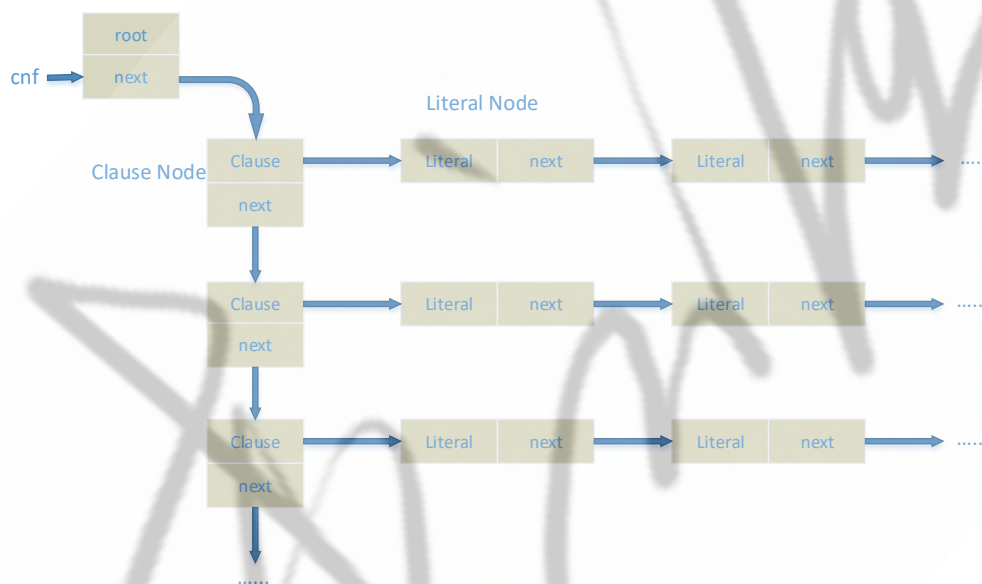 root
cnf next
Literal Node
Clause Literal next Literal next .....
Clause Node
next
Clause Literal next Literal next .....
next
Clause Literal next Literal next .....
next
......